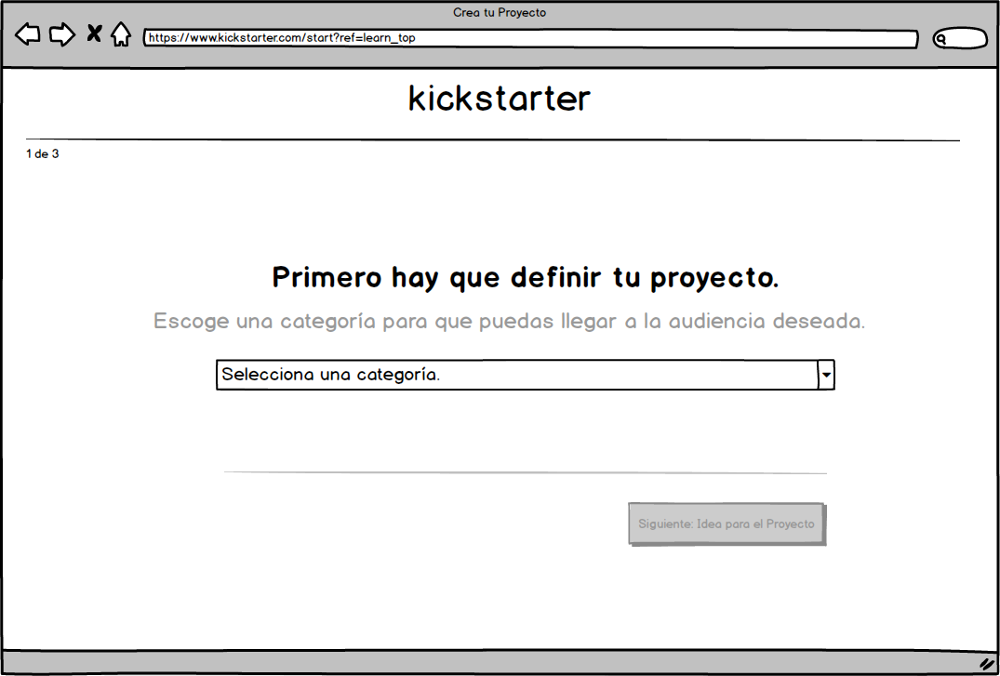 Crea tu Proyecto
https://www.kickstarter.com/start?ref=learn_top
kickstarter
1 de 3
Primero hay que definir tu proyecto.
Escoge una categoría para que puedas llegar a la audiencia deseada.
Selecciona una categoría.
Siguiente: Idea para el Proyecto